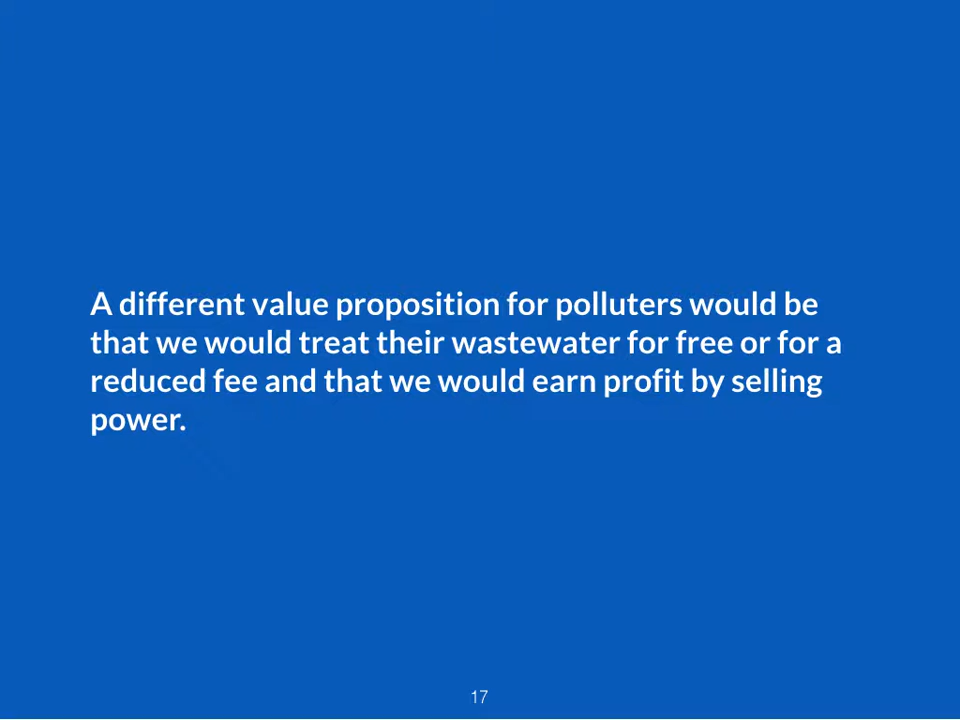 A different value proposition for polluters would be
that we would treat their wastewater for free or for a
reduced fee and that we would earn profit by selling
power.
17